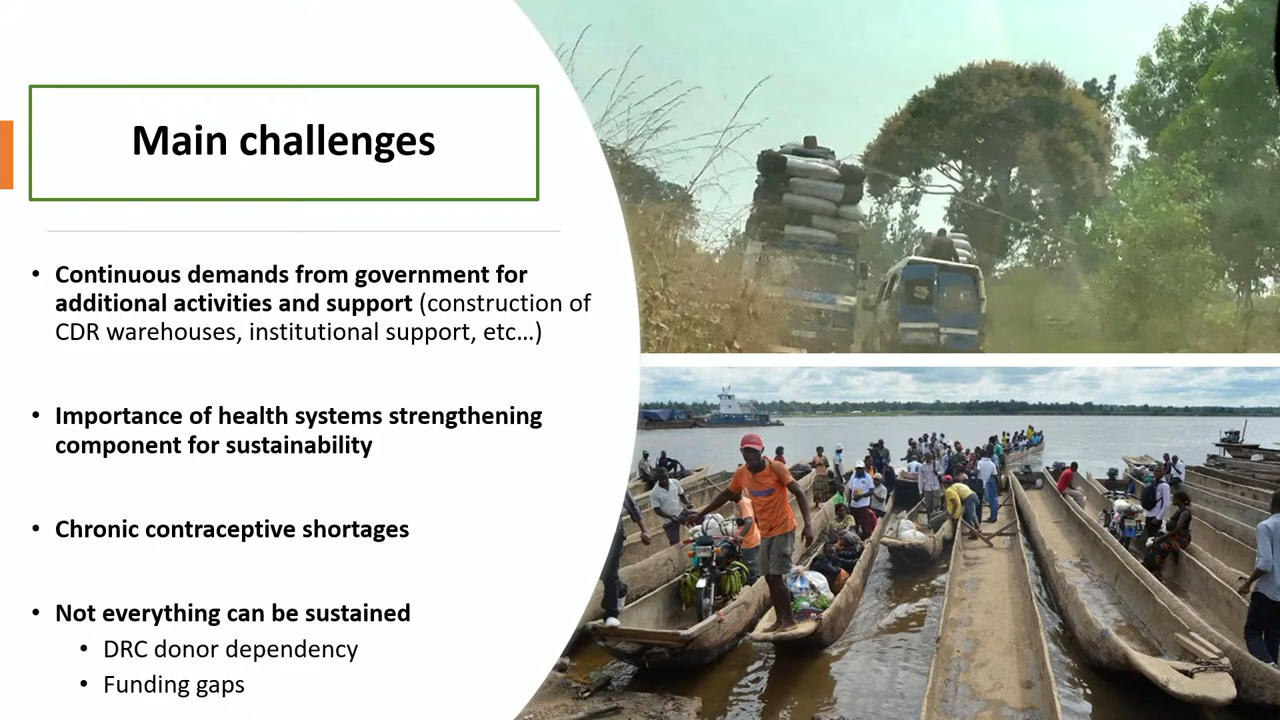 Main challenges
• Continuous demands from government for
additional activities and support (construction of
CDR warehouses, institutional support, etc…)
• Importance of health systems strengthening
component for sustainability
• Chronic contraceptive shortages
• Not everything can be sustained
• DRC donor dependency
• Funding gaps